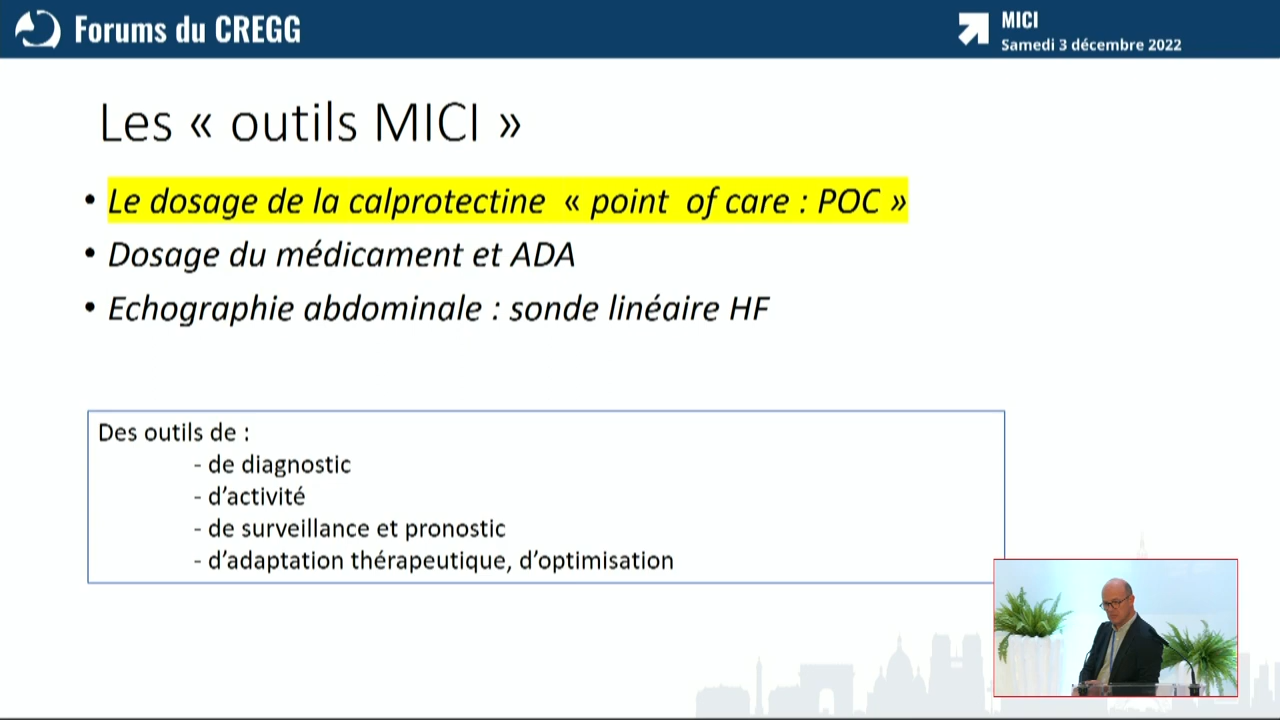 Forums du CREGG
MICI
Samedi 3 décembre 2022
Les « outils MICI »
• Le dosage de la calprotectine « point of care : POC »
• Dosage du médicament et ADA
• Echographie abdominale : sonde linéaire HF
Des outils de :
- de diagnostic
- d’activité
- de surveillance et pronostic
- d’adaptation thérapeutique, d’optimisation